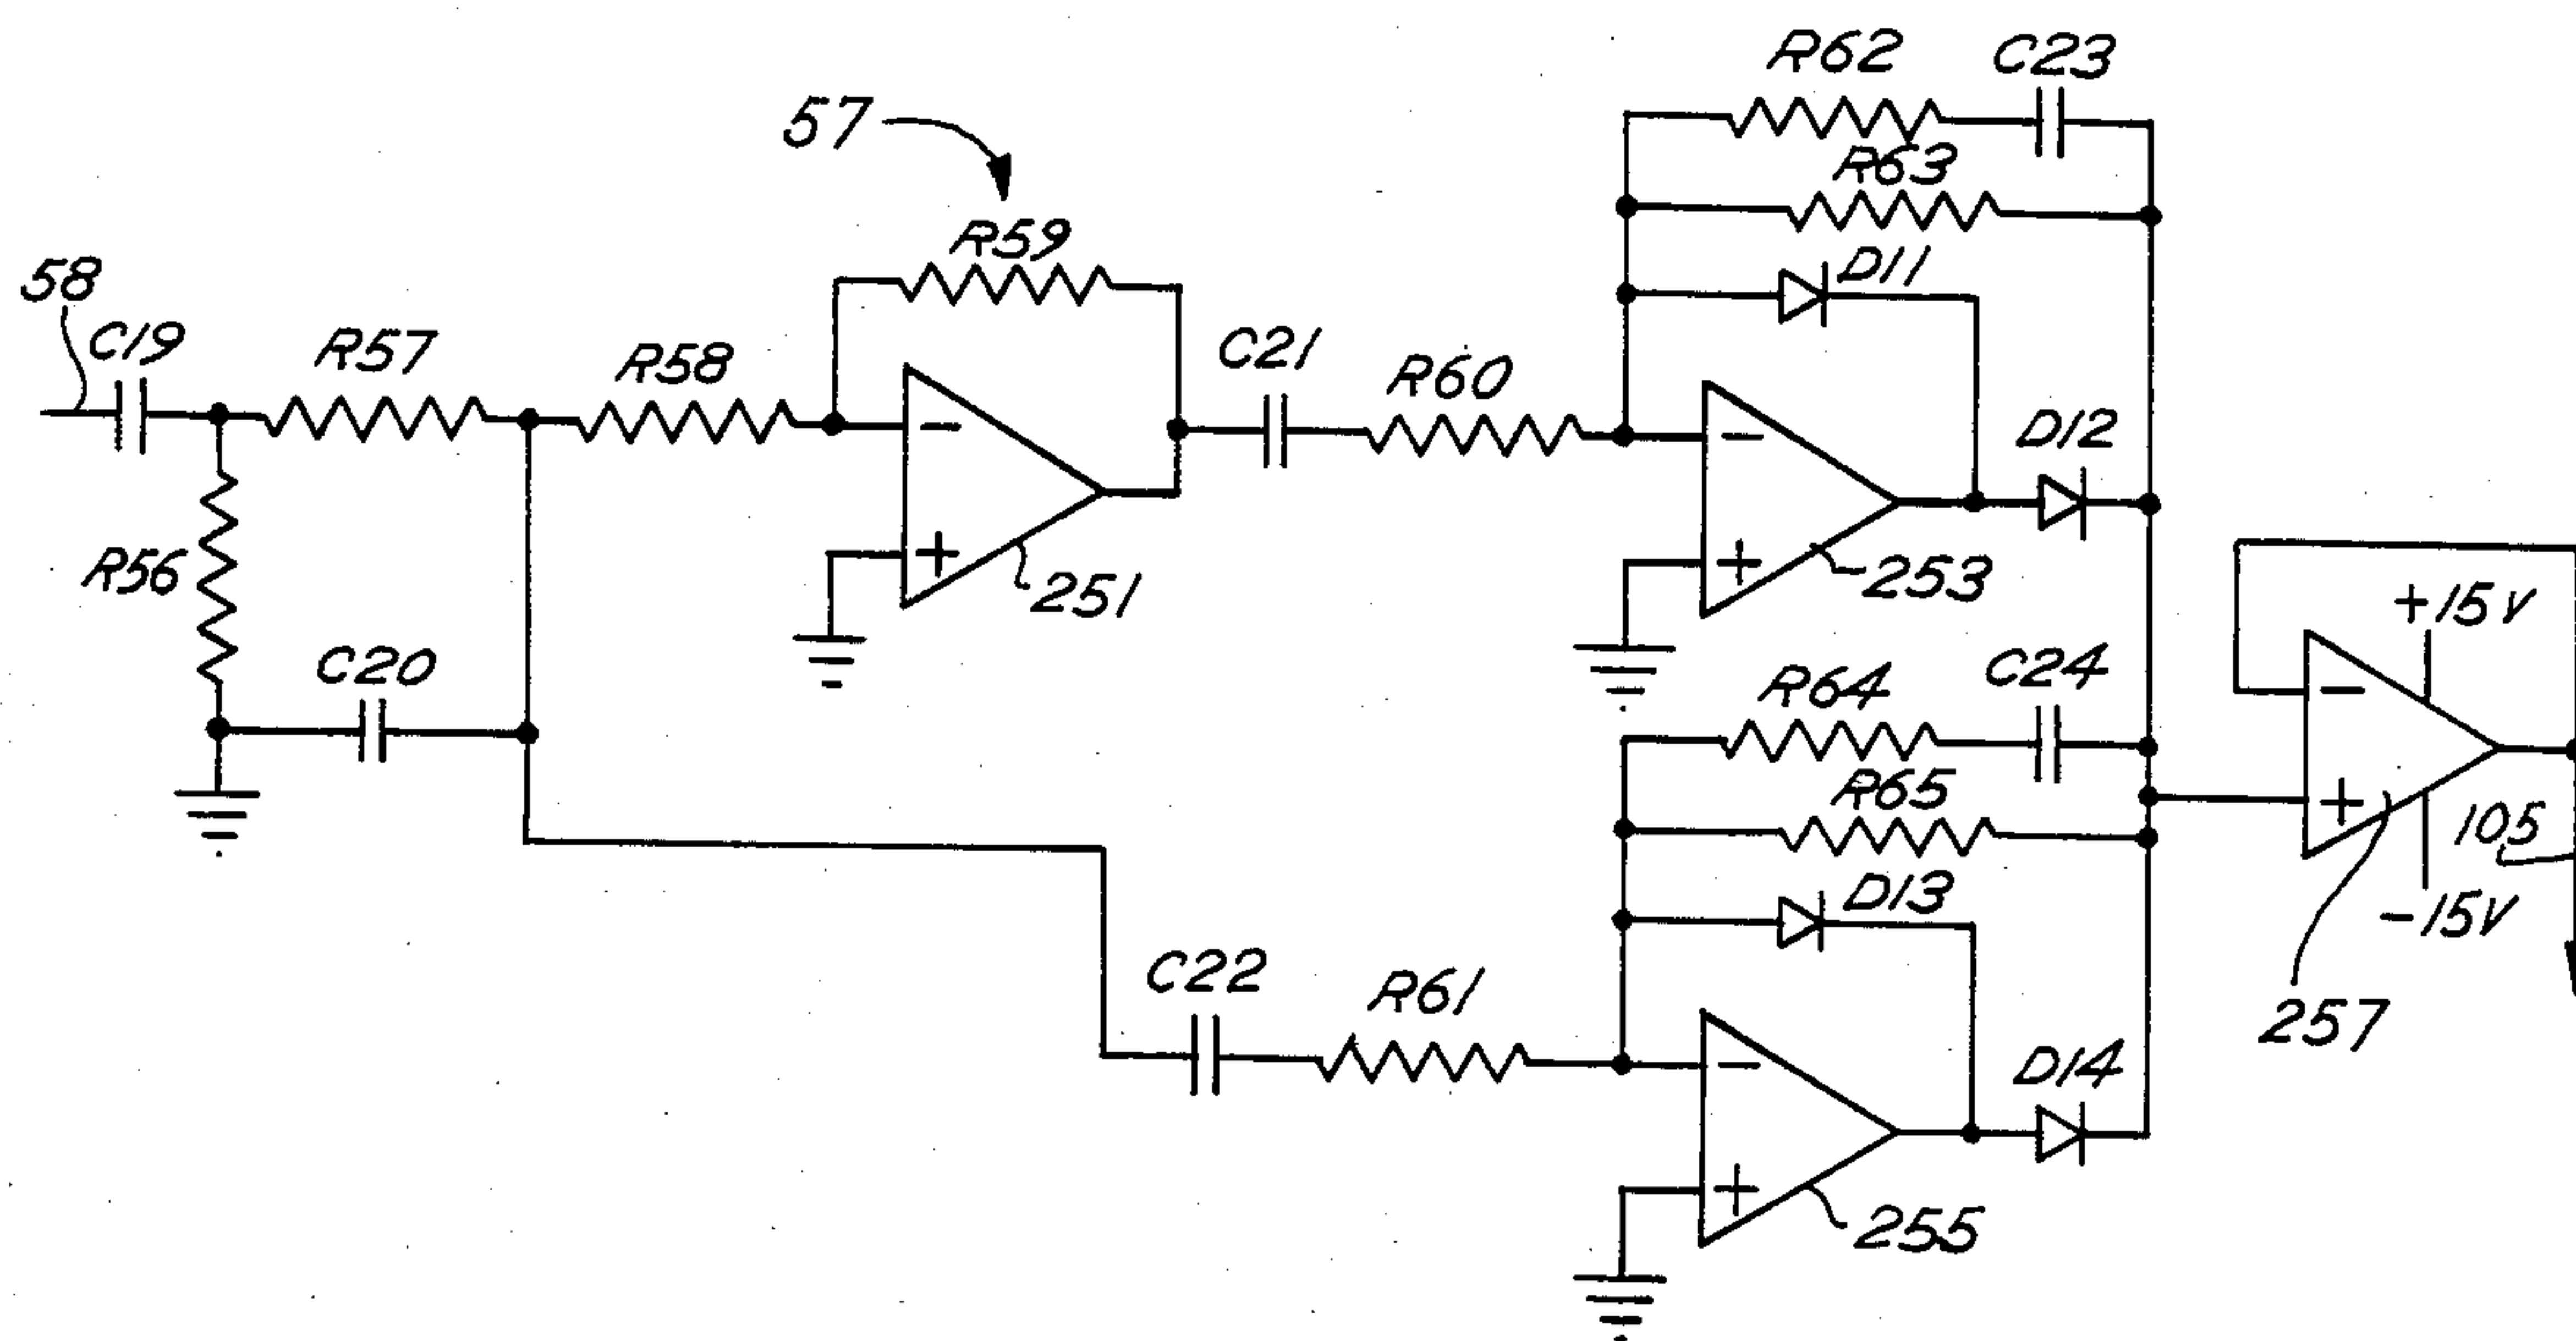 R62
C23
57
R63
R59
D11
58
C19
R57
R58
C21
R60
D12
−
−
R56
+
251
+
253
+15V
C20
R64
C24
−
R65
+
105
D13
−15V
C22
R61
257
−
D14
+
255